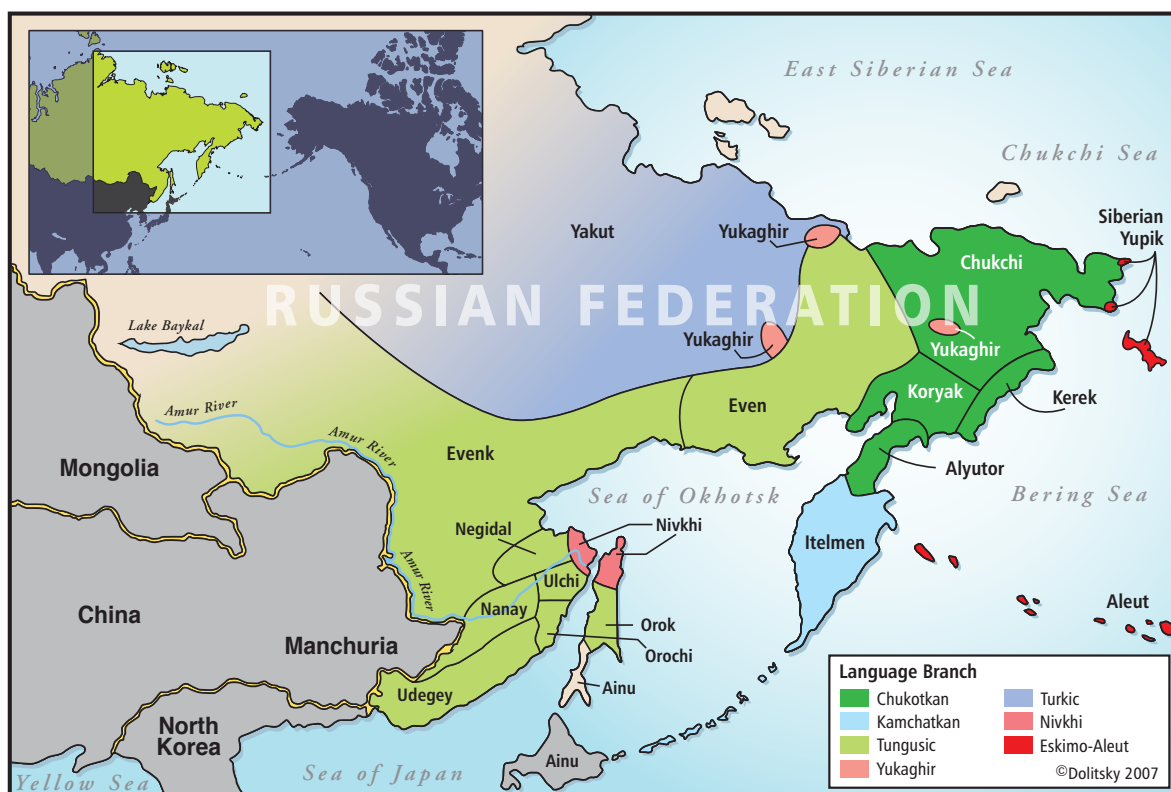 East Siberian Sea
Chukchi Sea
Siberian
Yupik
Yakut
Yukaghir
Chukchi
RUSSIAN FEDERATION
Lake Baykal
Yukaghir
Yukaghir
Koryak
Kerek
Even
Amur River
Amur River
Evenk
Alyutor
Mongolia
Sea of Okhotsk
Bering Sea
Negidal
Nivkhi
Itelmen
Amur River
Ulchi
Nanay
China
Aleut
Manchuria
Orok
Orochi
Udegey
Ainu
North
Korea
Ainu
Sea of Japan
Yellow Sea
Language Branch
Chukotkan
Kamchatkan
Tungusic
Yukaghir
Turkic
Nivkhi
Eskimo-Aleut
©Dolitsky 2007